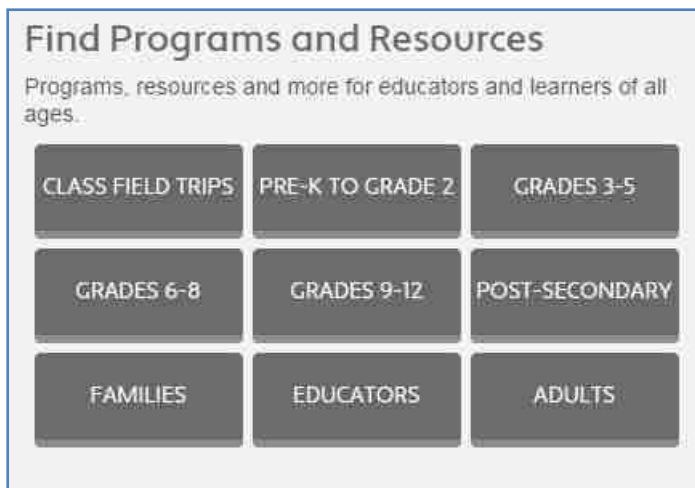 Find Programs and Resources
Programs, resources and more for educators and learners of all
ages.
CLASS FIELD TRIPS
PRE-K TO GRADE 2
GRADES 3-5
GRADES 6-8
GRADES 9-12
POST-SECONDARY
FAMILIES
EDUCATORS
ADULTS